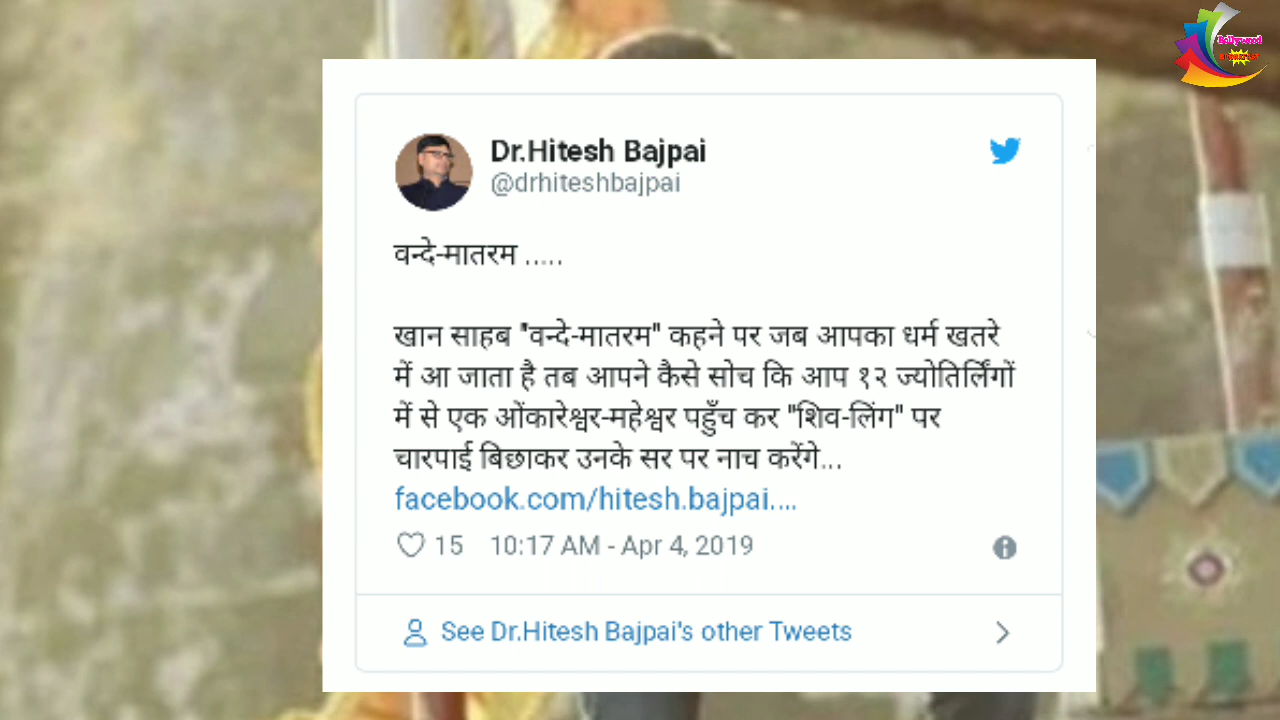 Bollywood
Dr.Hitesh Bajpai
@drhiteshbajpai
वन्दे-मातरम .....
खान साहब "वन्दे-मातरम" कहने पर जब आपका धर्म खतरे
में आ जाता है तब आपने कैसे सोच कि आप १२ ज्योतिर्लिंगों
में से एक ओंकारेश्वर-महेश्वर पहुँच कर "शिव-लिंग" पर
चारपाई बिछाकर उनके सर पर नाच करेंगे...
facebook.com/hitesh.bajpai....
15 10:17 AM - Apr 4, 2019
See Dr.Hitesh Bajpai's other Tweets